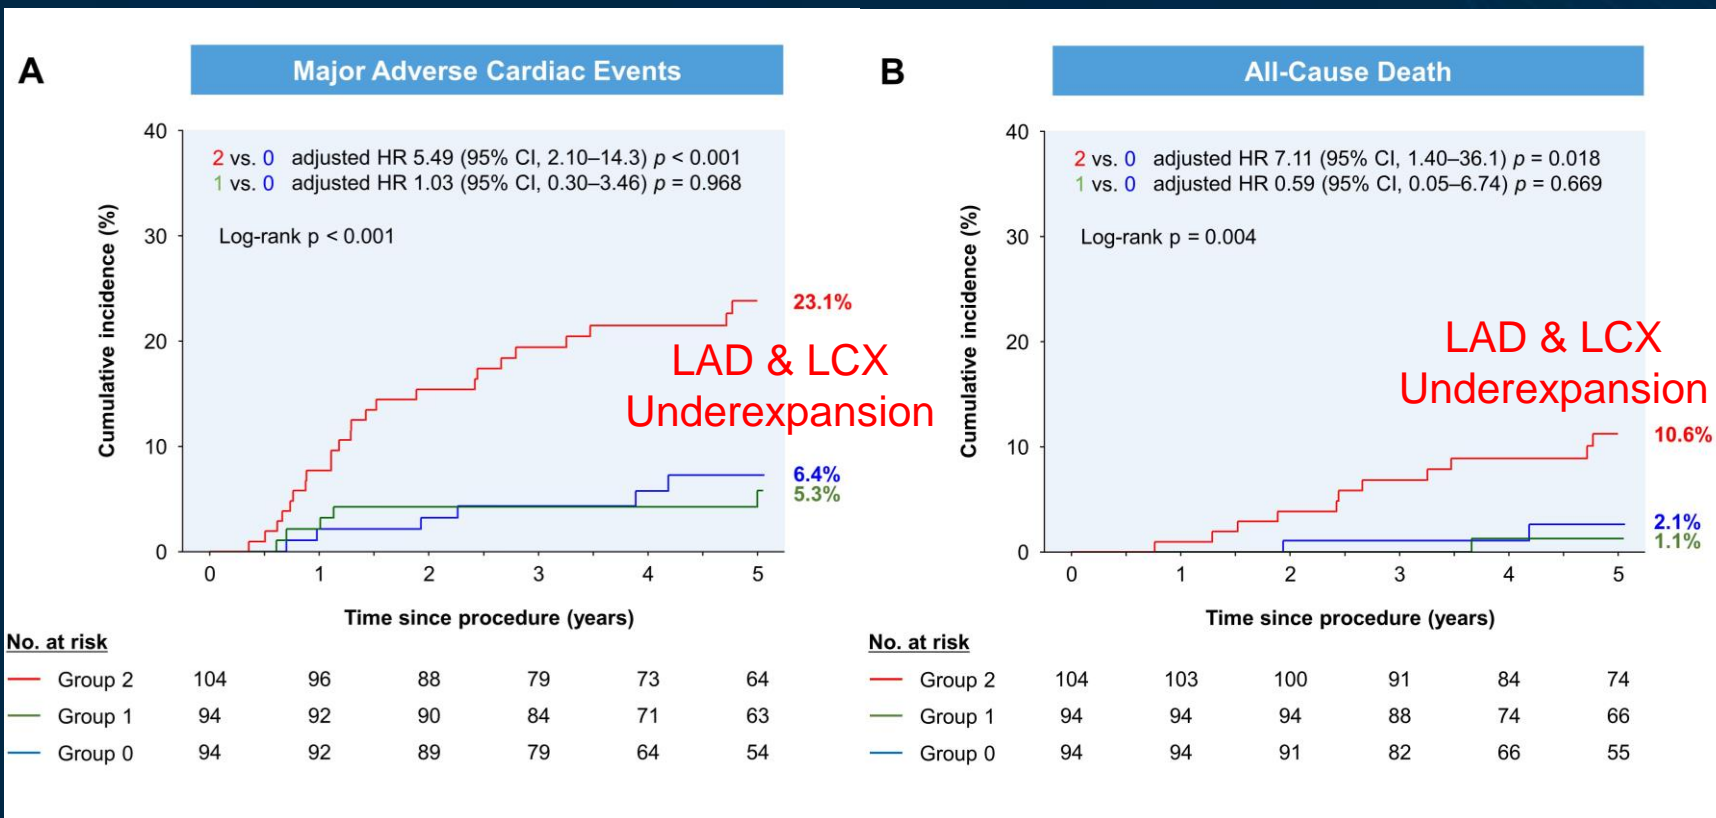 A
Major Adverse Cardiac Events
40
30
20
10
0
Cumulative incidence (%)
2 vs. 0 adjusted HR 5.49 (95% CI, 2.10–14.3) p < 0.001
1 vs. 0 adjusted HR 1.03 (95% CI, 0.30–3.46) p = 0.968
Log-rank p < 0.001
23.1%
LAD & LCX
Underexpansion
6.4%
5.3%
0 1 2 3 4 5
Time since procedure (years)
No. at risk
Group 2 104 96 88 79 73 64
Group 1 94 92 90 84 71 63
Group 0 94 92 89 79 64 54
B
All-Cause Death
40
30
20
10
0
Cumulative incidence (%)
2 vs. 0 adjusted HR 7.11 (95% CI, 1.40–36.1) p = 0.018
1 vs. 0 adjusted HR 0.59 (95% CI, 0.05–6.74) p = 0.669
Log-rank p = 0.004
LAD & LCX
Underexpansion
10.6%
2.1%
1.1%
0 1 2 3 4 5
Time since procedure (years)
No. at risk
Group 2 104 103 100 91 84 74
Group 1 94 94 94 88 74 66
Group 0 94 94 91 82 66 55